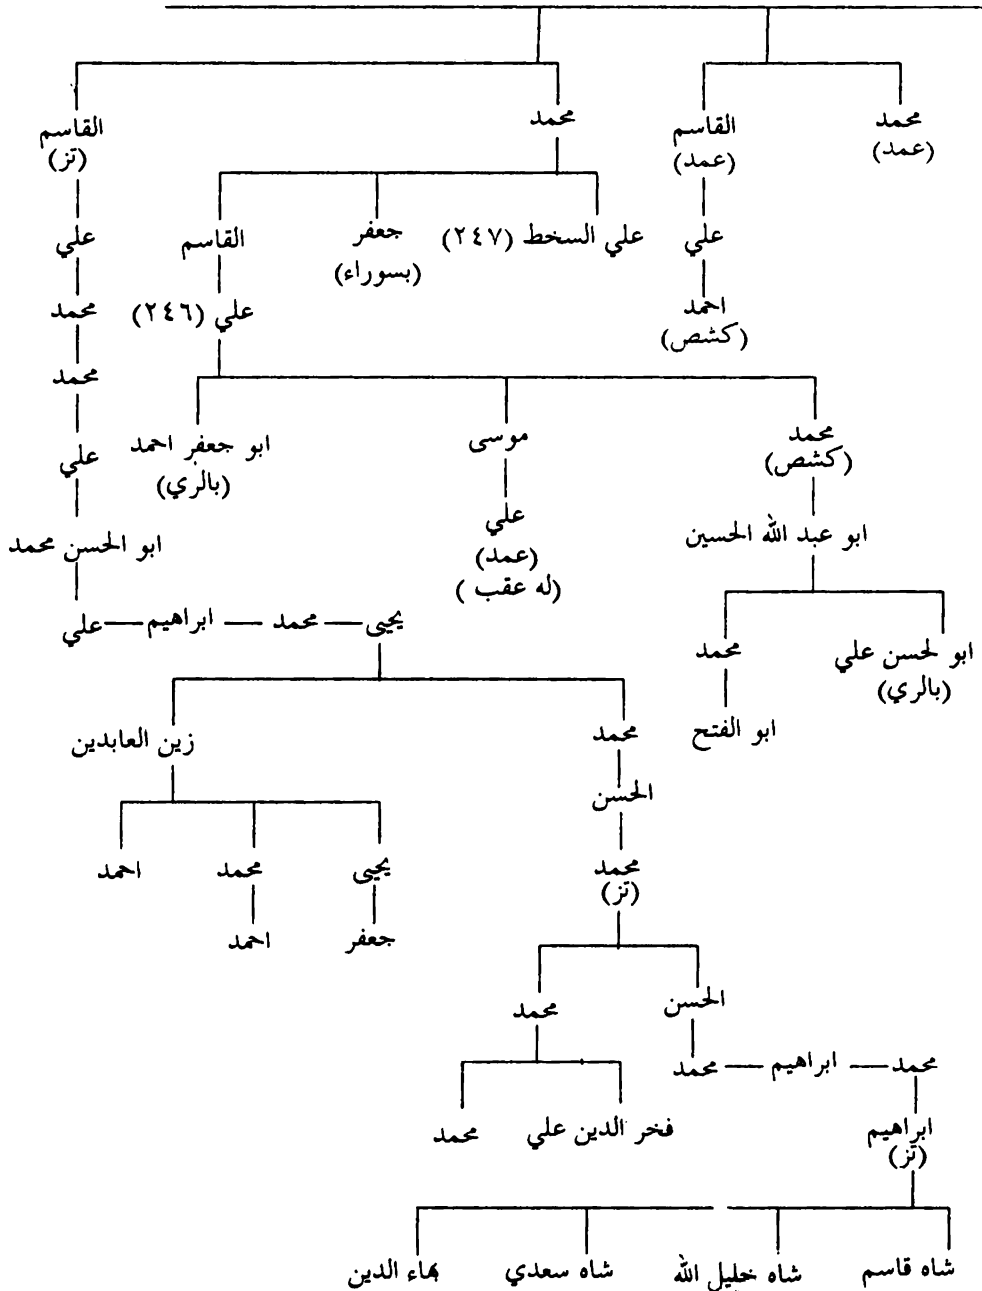 محمد
(عمد)
القاسم
(عمد)
محمد
القاسم
(تز)
علي
علي السخط (٢٤٧)
جعفر
(بسوراء)
القاسم
علي
احمد
(كشص)
علي (٢٤٦)
محمد
محمد
محمد
(كشص)
موسى
ابو جعفر احمد
(بالري)
علي
ابو عبد الله الحسين
علي
(عمد)
(له عقب )
ابو الحسن محمد
ابو لحسن علي
(بالري)
محمد
يحيى — محمد — ابراهيم — علي
ابو الفتح
محمد
زين العابدين
الحسن
محمد
(تز)
يحيى
محمد
احمد
جعفر
احمد
الحسن
محمد
محمد — ابراهيم — محمد
ابراهيم
(تز)
فخر الدين علي
محمد
شاه قاسم
شاه خليل الله
شاه سعدي
بهاء الدين